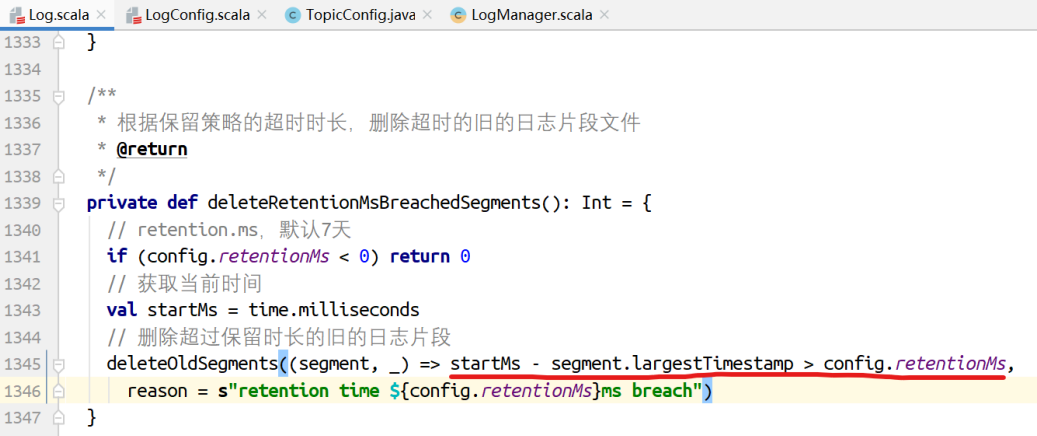 Log.scala LogConfig.scala TopicConfig.java LogManager.scala
1333 }
1334
1335 /**
1336 * 根据保留策略的超时时长，删除超时的旧的日志片段文件
1337 * @return
1338 */
1339 private def deleteRetentionMsBreachedSegments(): Int = {
1340 // retention.ms，默认7天
1341 if (config.retentionMs < 0) return 0
1342 // 获取当前时间
1343 val startMs = time.milliseconds
1344 // 删除超过保留时长的旧的日志片段
1345 deleteOldSegments((segment, _) => startMs - segment.largestTimestamp > config.retentionMs,
1346 reason = s"retention time ${config.retentionMs}ms breach")
1347 }